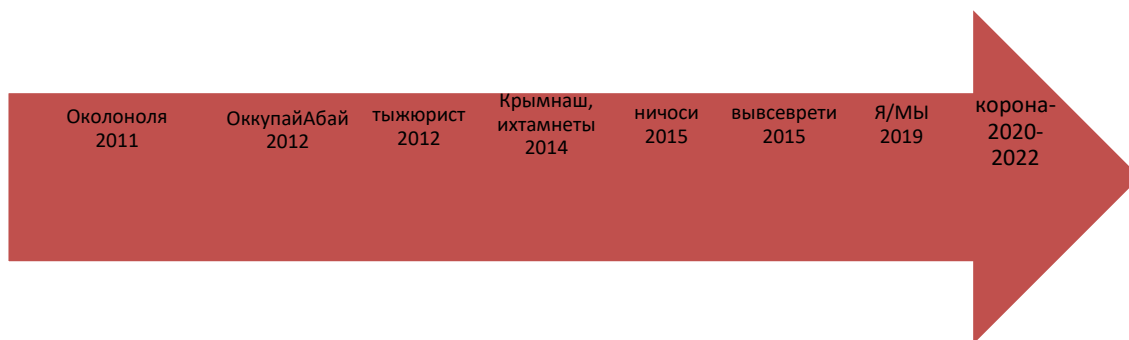 Околоноля
2011
ОккупайАбай
2012
тыжюрист
2012
Крымнаш,
ихтамнеты
2014
ничоси
2015
вывсеврети
2015
Я/МЫ
2019
корона-
2020-
2022